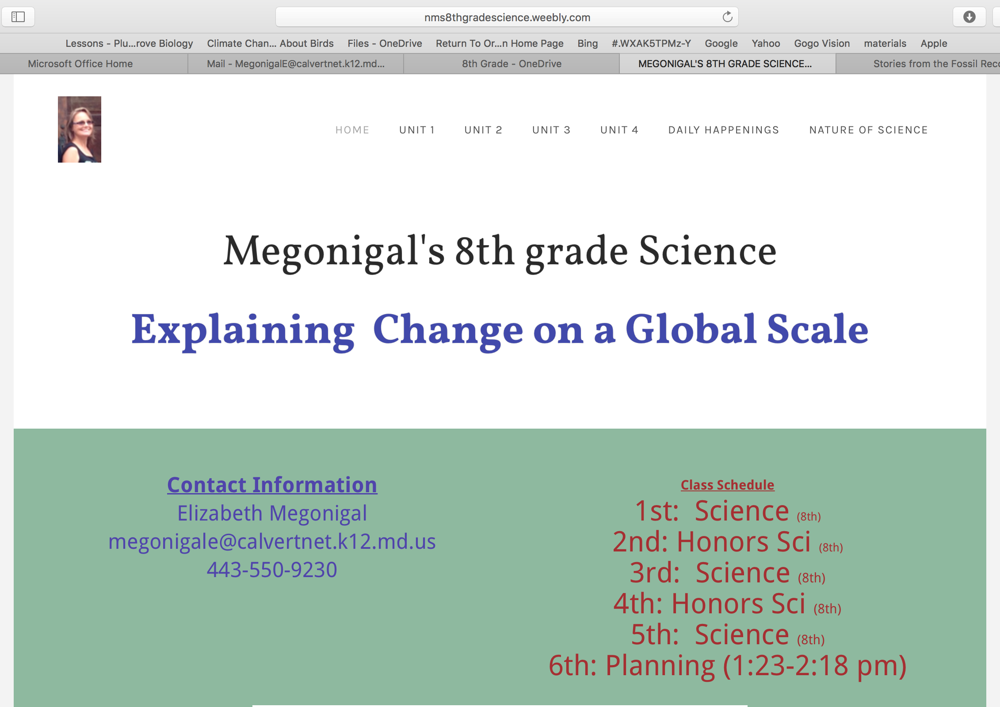 nms8thgradescience.weebly.com
Lessons - Plu...rove Biology Climate Chan... About Birds Files - OneDrive Return To Or...n Home Page Bing #.WXAK5TPMz-Y Google Yahoo Gogo Vision materials Apple
Microsoft Office Home Mail - MegonigalE@calvertnet.k12.md... 8th Grade - OneDrive MEGONIGAL'S 8TH GRADE SCIENCE... Stories from the Fossil Reco
HOME UNIT 1 UNIT 2 UNIT 3 UNIT 4 DAILY HAPPENINGS NATURE OF SCIENCE
Megonigal's 8th grade Science
Explaining  Change on a Global Scale
Contact Information
Elizabeth Megonigal
megonigale@calvertnet.k12.md.us
443-550-9230
Class Schedule
1st:  Science (8th)
2nd: Honors Sci (8th)
3rd:  Science (8th)
4th: Honors Sci (8th)
5th:  Science (8th)
6th: Planning (1:23-2:18 pm)